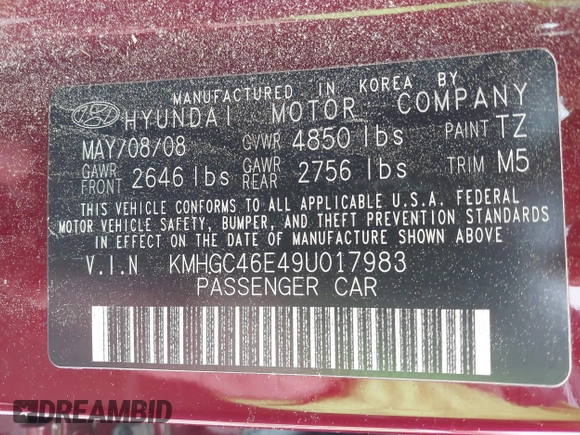 MANUFACTURED IN KOREA BY
HYUNDAI MOTOR COMPANY
MAY/08/08 GVWR 4850 lbs PAINT TZ
GAWR FRONT 2646 lbs GAWR REAR 2756 lbs TRIM M5
THIS VEHICLE CONFORMS TO ALL APPLICABLE U.S.A. FEDERAL
MOTOR VEHICLE SAFETY, BUMPER, AND THEFT PREVENTION STANDARDS
IN EFFECT ON THE DATE OF MANUFACTURE SHOWN ABOVE.
V.I.N KMHGC46E49U017983
PASSENGER CAR
DREAMBID